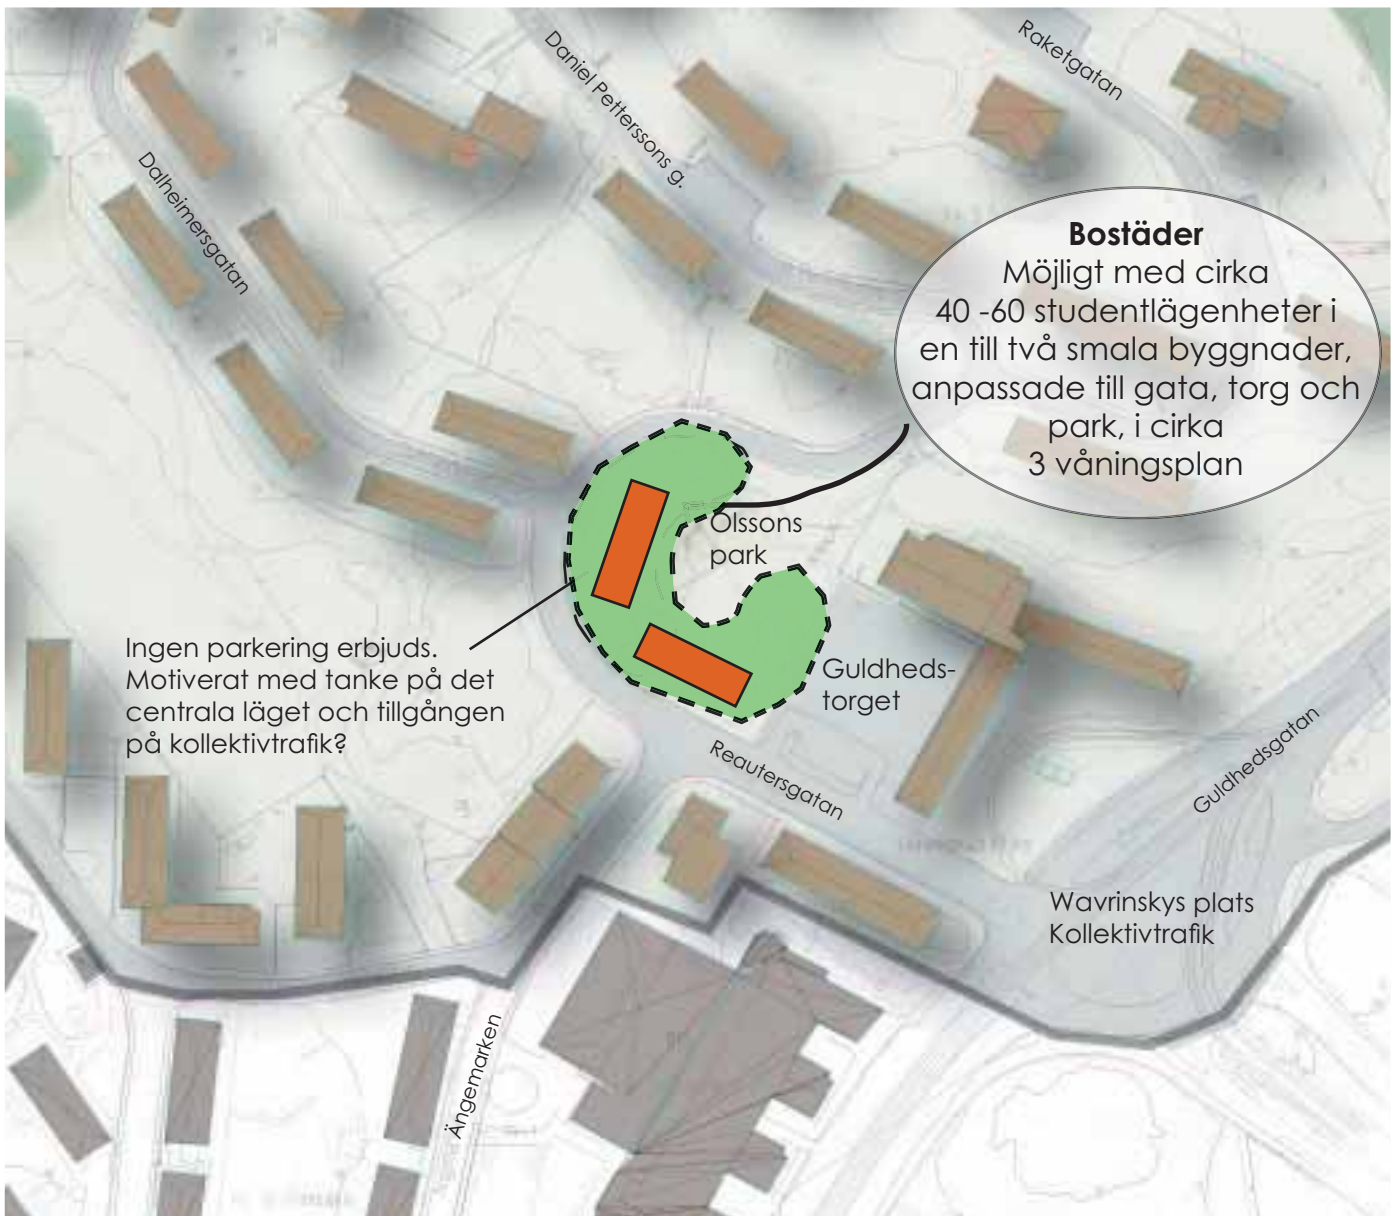 Raketgatan
Daniel Petterssons g.
Dalheimersgatan
Bostäder
Möjligt med cirka
40 -60 studentlägenheter i
en till två smala byggnader,
anpassade till gata, torg och
park, i cirka
3 våningsplan
Olssons
park
Ingen parkering erbjuds.
Motiverat med tanke på det
centrala läget och tillgången
på kollektivtrafik?
Guldheds-
torget
Reautersgatan
Guldhedsgatan
Wavrinskys plats
Kollektivtrafik
Ängemarken